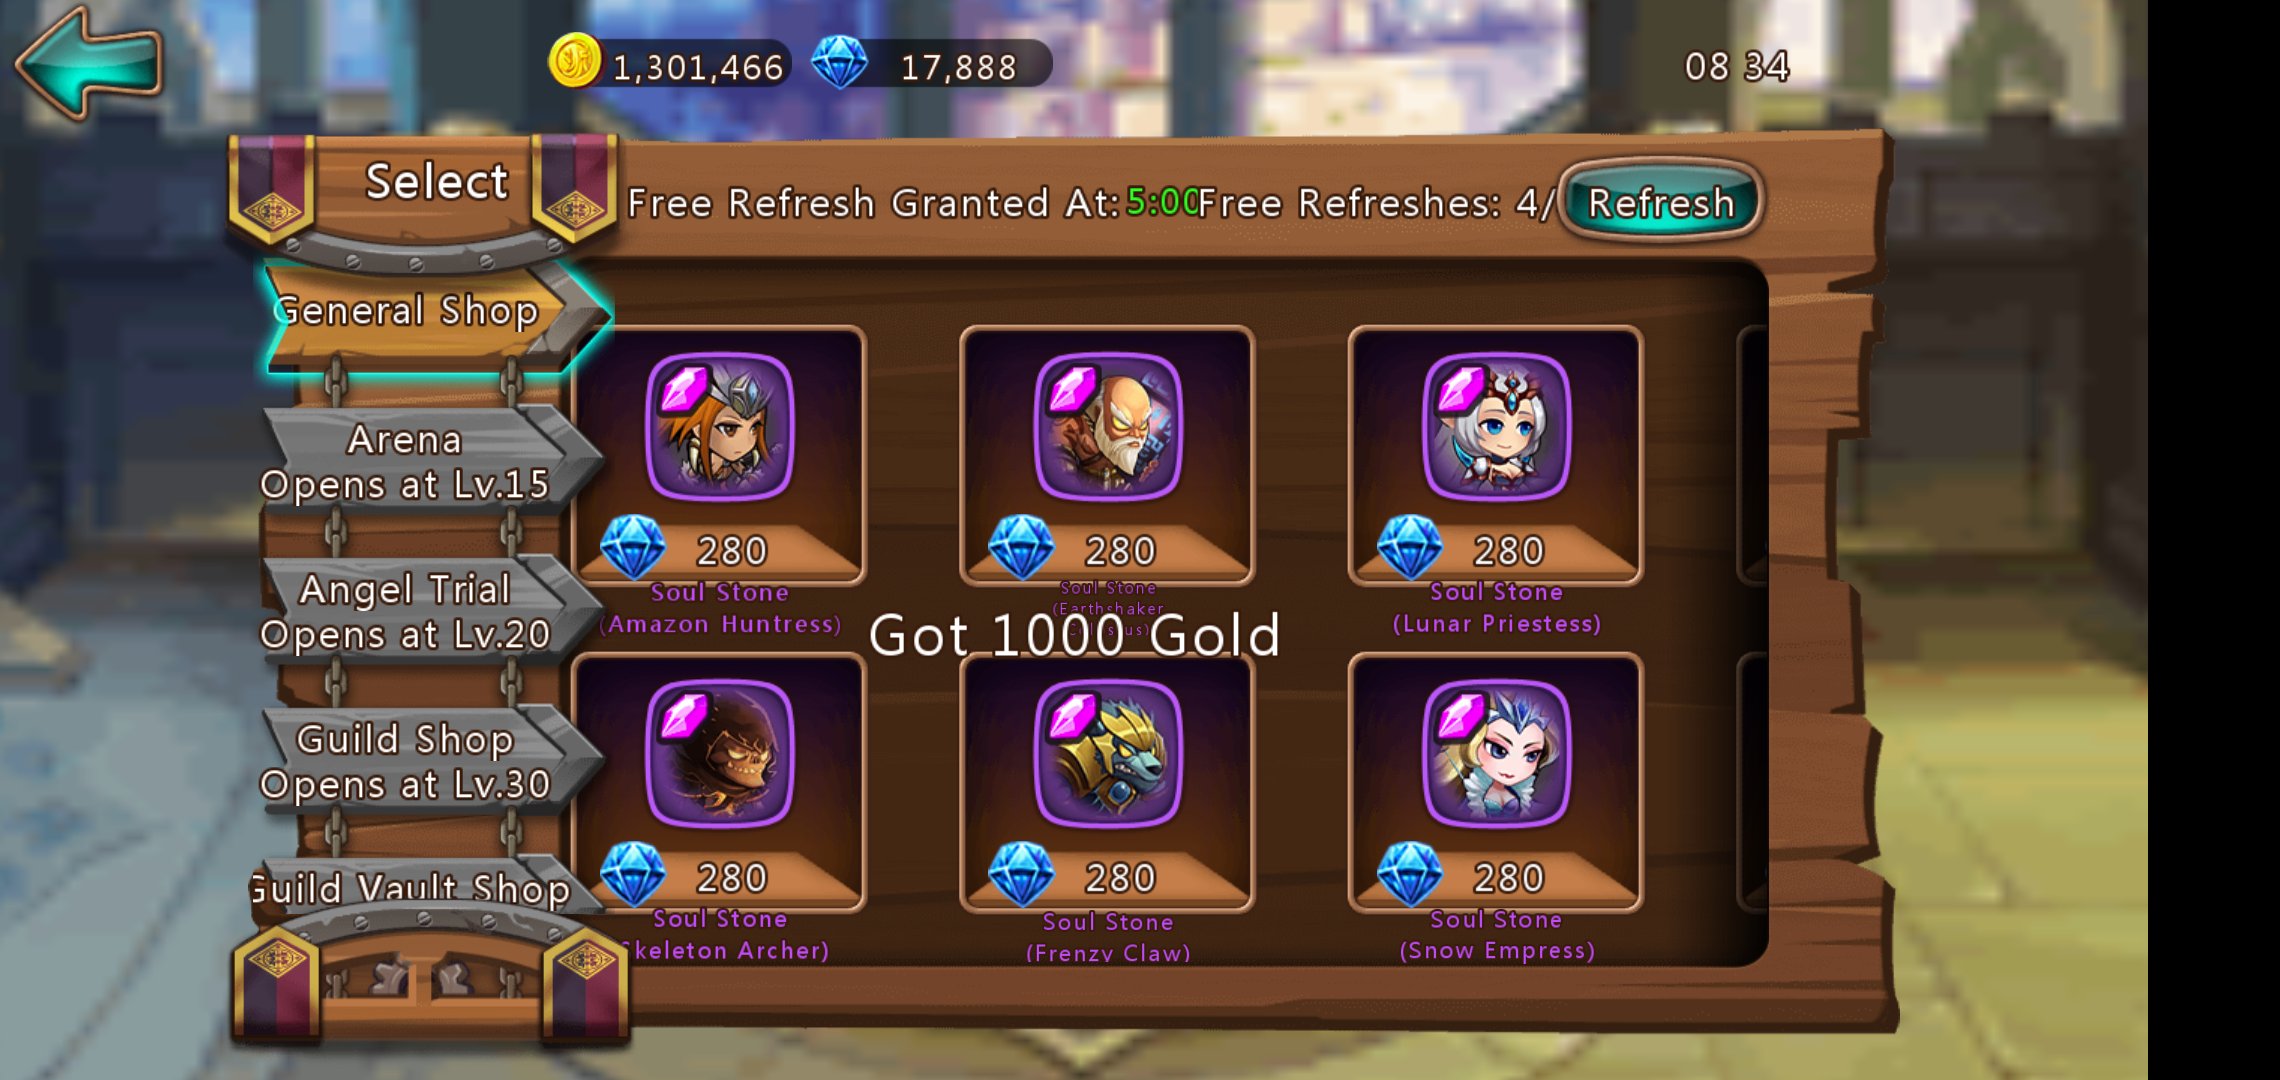 1,301,466
17,888
08 34
Select
Free Refresh Granted At: 5:00 Free Refreshes: 4/
Refresh
General Shop
Arena
Opens at Lv.15
Angel Trial
Opens at Lv.20
Guild Shop
Opens at Lv.30
Guild Vault Shop
280
280
280
Soul Stone
(Amazon Huntress)
Soul Stone
(Earthshaker
Soul Stone
(Lunar Priestess)
Got 1000 Gold
280
280
280
Soul Stone
Skeleton Archer)
Soul Stone
(Frenzy Claw)
Soul Stone
(Snow Empress)